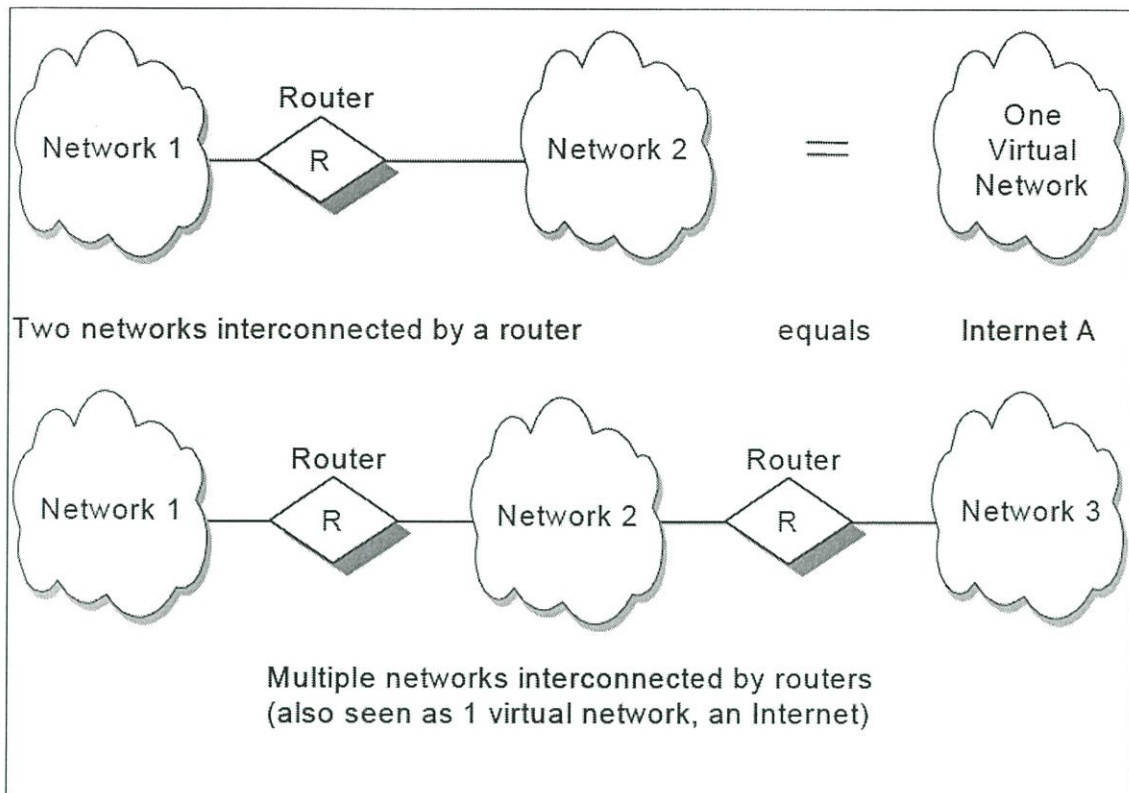 Router
Network 1
R
Network 2
=
One
Virtual
Network
Two networks interconnected by a router
equals
Internet A
Router
Router
Network 1
R
Network 2
R
Network 3
Multiple networks interconnected by routers
(also seen as 1 virtual network, an Internet)